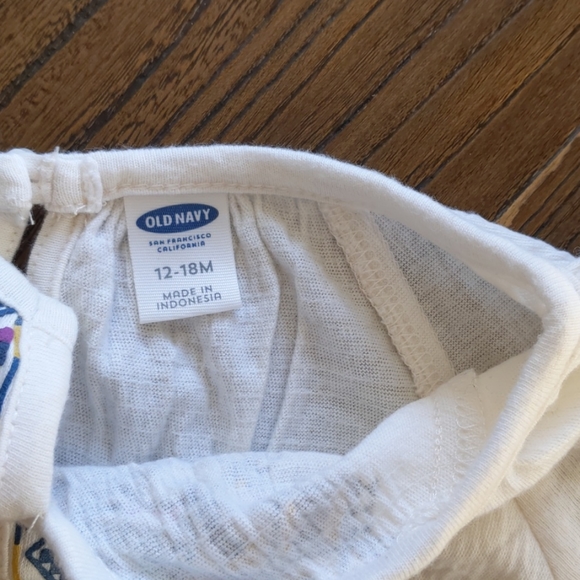 OLD NAVY
SAN FRANCISCO
CALIFORNIA
12-18M
MADE IN
INDONESIA